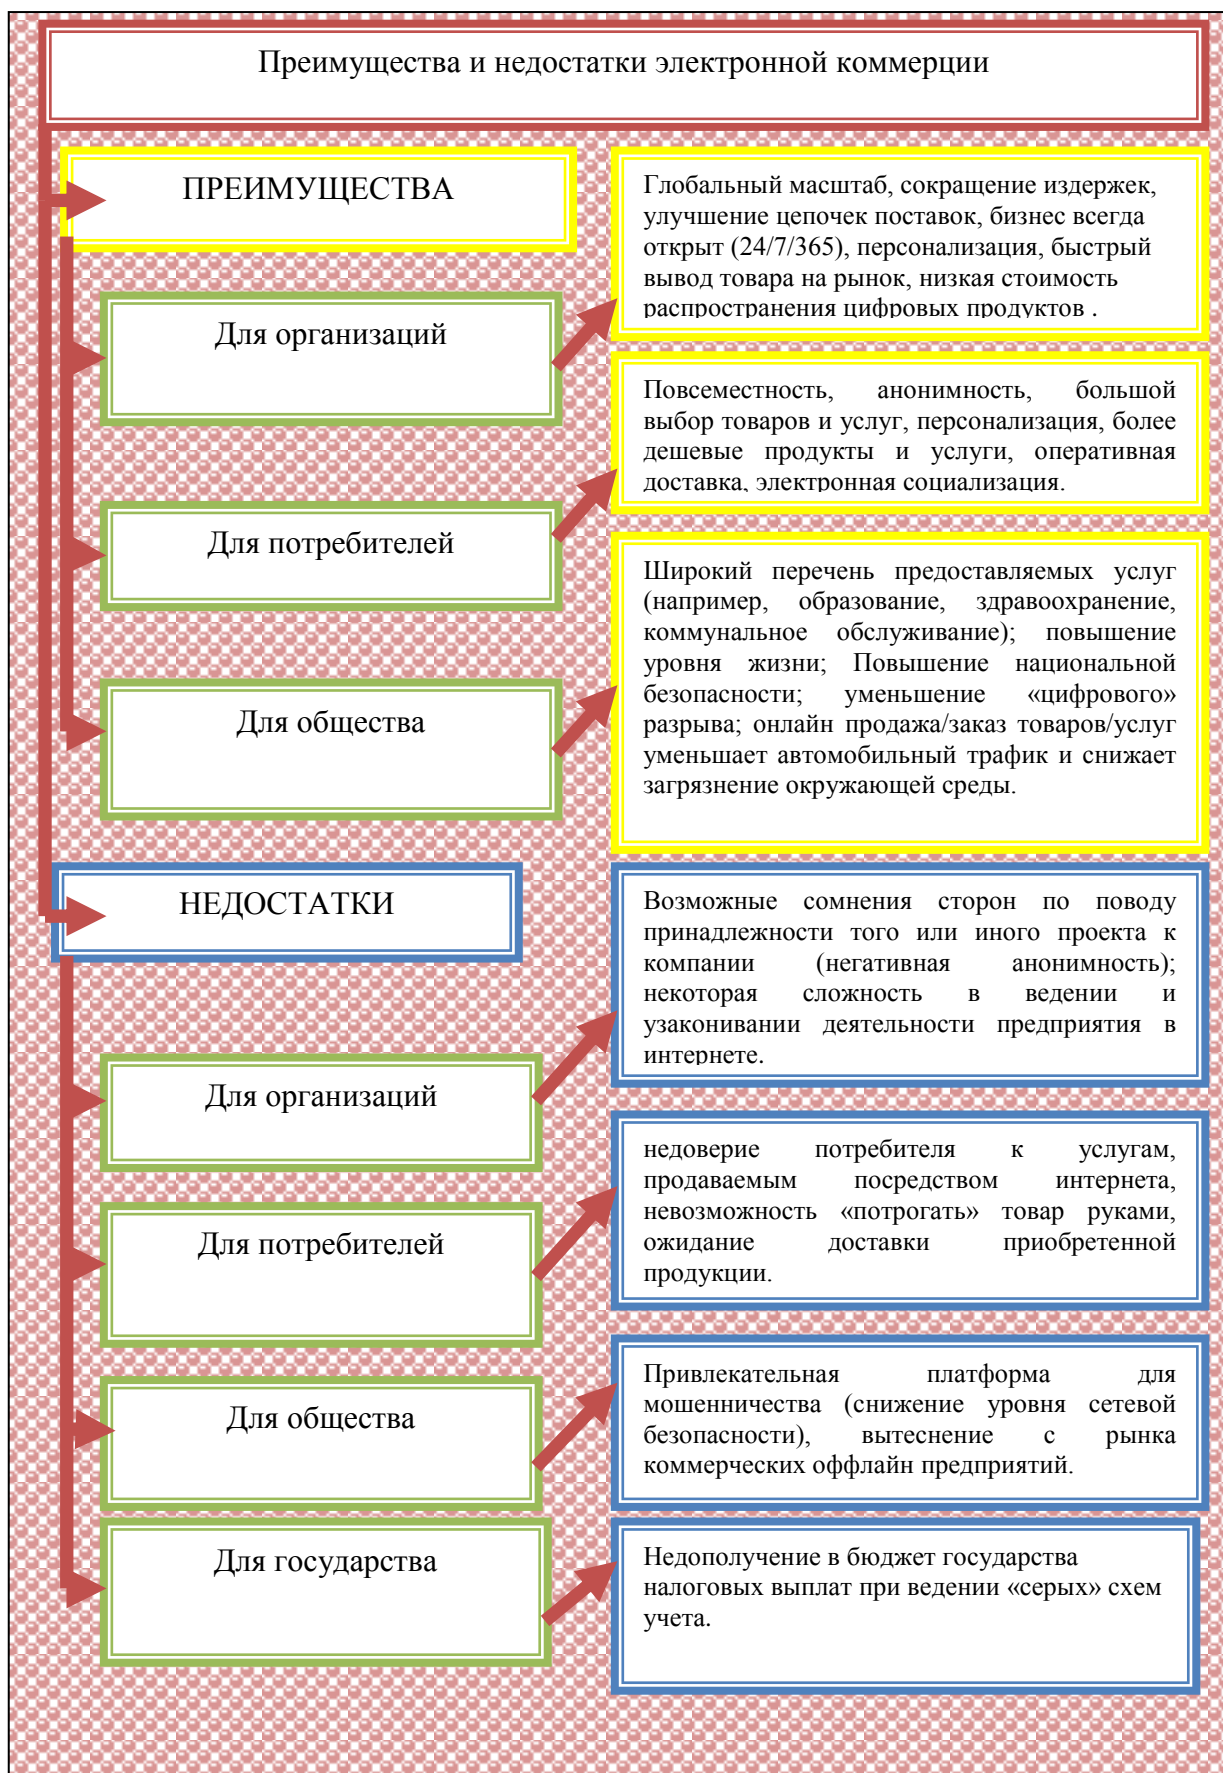 Преимущества и недостатки электронной коммерции
ПРЕИМУЩЕСТВА
Для организаций
Глобальный масштаб, сокращение издержек,
улучшение цепочек поставок, бизнес всегда
открыт (24/7/365), персонализация, быстрый
вывод товара на рынок, низкая стоимость
распространения цифровых продуктов .
Для потребителей
Повсеместность, анонимность, большой
выбор товаров и услуг, персонализация, более
дешевые продукты и услуги, оперативная
доставка, электронная социализация.
Для общества
Широкий перечень предоставляемых услуг
(например, образование, здравоохранение,
коммунальное обслуживание); повышение
уровня жизни; Повышение национальной
безопасности; уменьшение «цифрового»
разрыва; онлайн продажа/заказ товаров/услуг
уменьшает автомобильный трафик и снижает
загрязнение окружающей среды.
НЕДОСТАТКИ
Для организаций
Возможные сомнения сторон по поводу
принадлежности того или иного проекта к
компании (негативная анонимность);
некоторая сложность в ведении и
узаконивании деятельности предприятия в
интернете.
Для потребителей
недоверие потребителя к услугам,
продаваемым посредством интернета,
невозможность «потрогать» товар руками,
ожидание доставки приобретенной
продукции.
Для общества
Привлекательная платформа для
мошенничества (снижение уровня сетевой
безопасности), вытеснение с рынка
коммерческих оффлайн предприятий.
Для государства
Недополучение в бюджет государства
налоговых выплат при ведении «серых» схем
учета.